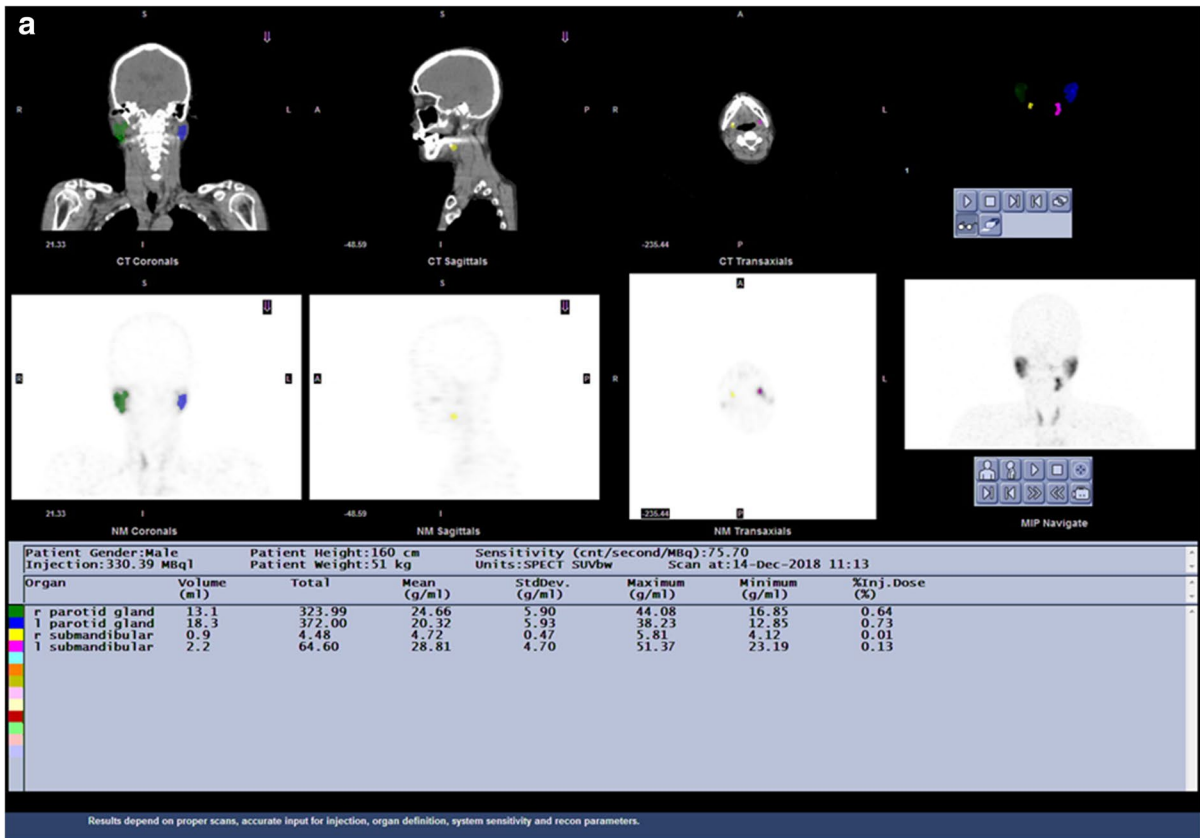 a
S S A
R L A P R L
1
21.33 I -48.59 I -235.44 P
CT Coronals CT Sagittals CT Transaxials
S S A
R L A P R L
21.33 I -48.59 I -235.44 P
NM Coronals NM Sagittals NM Transaxials MIP Navigate
Patient Gender:Male Patient Height:160 cm Sensitivity (cnt/second/MBq):75.70
Injection:330.39 MBql Patient Weight:51 kg Units:SPECT SUVbw Scan at:14-Dec-2018 11:13
Organ Volume Total Mean StdDev. Maximum Minimum %Inj.Dose
(ml) (g/ml) (g/ml) (g/ml) (g/ml) (%)
r parotid gland 13.1 323.99 24.66 5.90 44.08 16.85 0.64
l parotid gland 18.3 372.00 20.32 5.93 38.23 12.85 0.73
r submandibular 0.9 4.48 4.72 0.47 5.81 4.12 0.01
l submandibular 2.2 64.60 28.81 4.70 51.37 23.19 0.13
Results depend on proper scans, accurate input for injection, organ definition, system sensitivity and recon parameters.